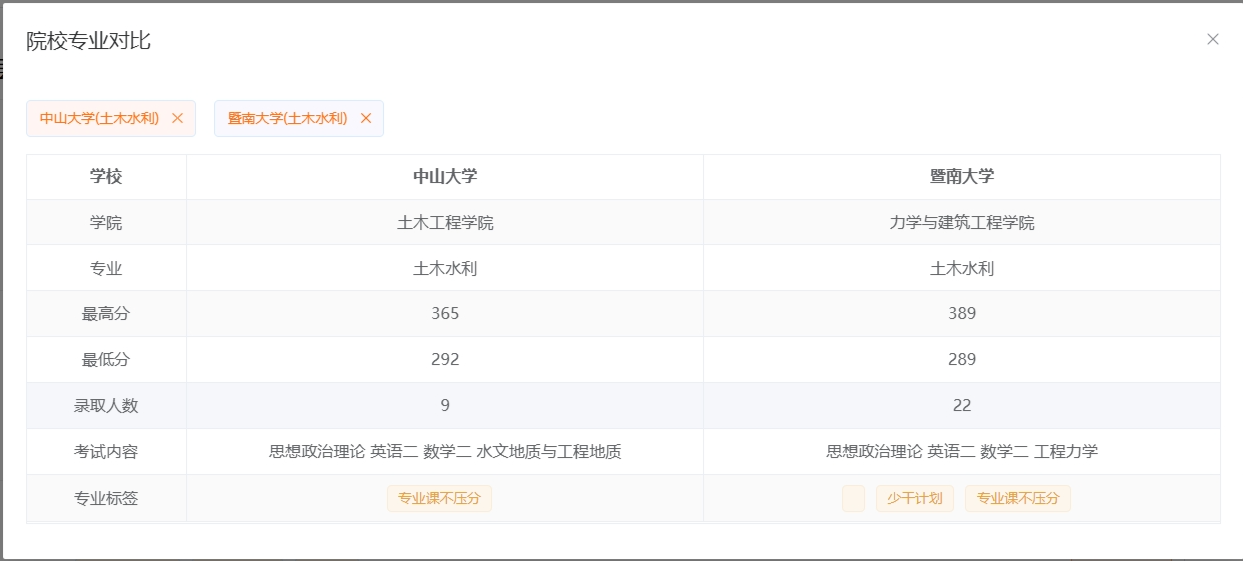 院校专业对比
中山大学(土木水利) 暨南大学(土木水利)
学校 中山大学 暨南大学
学院 土木工程学院 力学与建筑工程学院
专业 土木水利 土木水利
最高分 365 389
最低分 292 289
录取人数 9 22
考试内容 思想政治理论 英语二 数学二 水文地质与工程地质 思想政治理论 英语二 数学二 工程力学
专业标签 专业课不压分 少干计划 专业课不压分